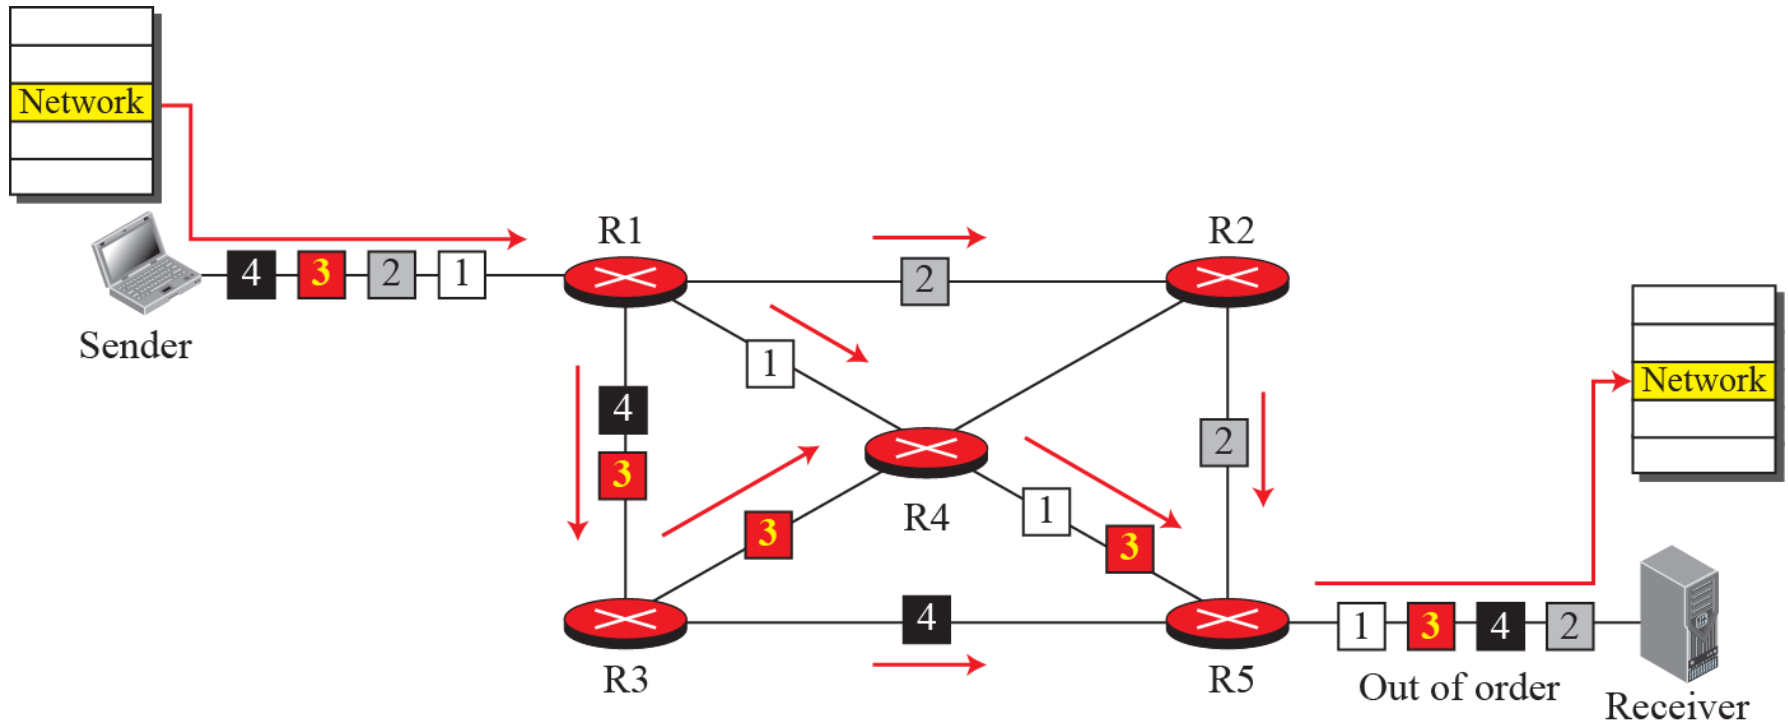 Network
R1
R2
4 3 2 1
2
Sender
1
Network
4
2
3
R4
1
3
3
4
1 3 4 2
R3
R5
Out of order
Receiver